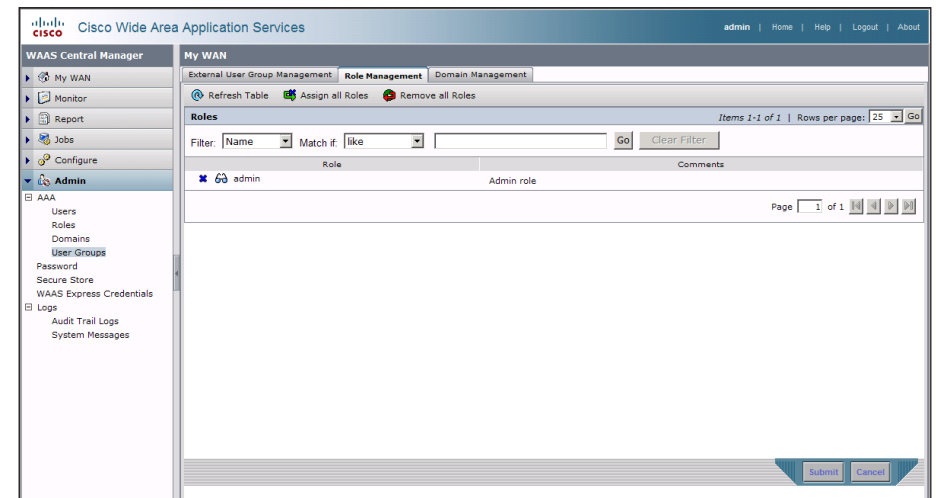 cisco Cisco Wide Area Application Services
admin | Home | Help | Logout | About
WAAS Central Manager
My WAN
Monitor
Report
Jobs
Configure
Admin
AAA
Users
Roles
Domains
User Groups
Password
Secure Store
WAAS Express Credentials
Logs
Audit Trail Logs
System Messages
My WAN
External User Group Management Role Management Domain Management
Refresh Table Assign all Roles Remove all Roles
Roles Items 1-1 of 1 | Rows per page: 25 Go
Filter: Name Match if: like Go Clear Filter
Role Comments
admin Admin role
Page 1 of 1
Submit Cancel